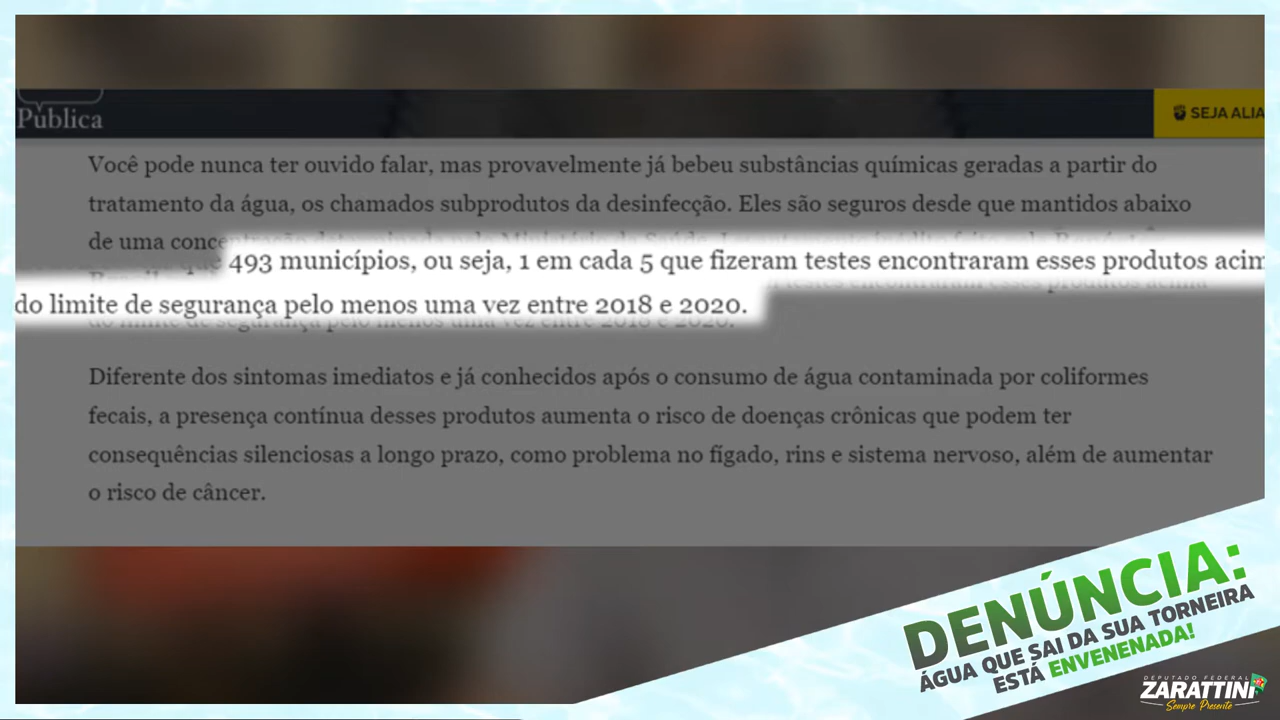 Pública
SEJA ALIA
Você pode nunca ter ouvido falar, mas provavelmente já bebeu substâncias químicas geradas a partir do
tratamento da água, os chamados subprodutos da desinfecção. Eles são seguros desde que mantidos abaixo
de uma conce
493 municípios, ou seja, 1 em cada 5 que fizeram testes encontraram esses produtos acim
do limite de segurança pelo menos uma vez entre 2018 e 2020.
Diferente dos sintomas imediatos e já conhecidos após o consumo de água contaminada por coliformes
fecais, a presença contínua desses produtos aumenta o risco de doenças crônicas que podem ter
consequências silenciosas a longo prazo, como problema no fígado, rins e sistema nervoso, além de aumentar
o risco de câncer.
DENÚNCIA:
ÁGUA QUE SAI DA SUA TORNEIRA
ESTÁ ENVENENADA!
DEPUTADO FEDERAL
ZARATTINI
Sempre Presente